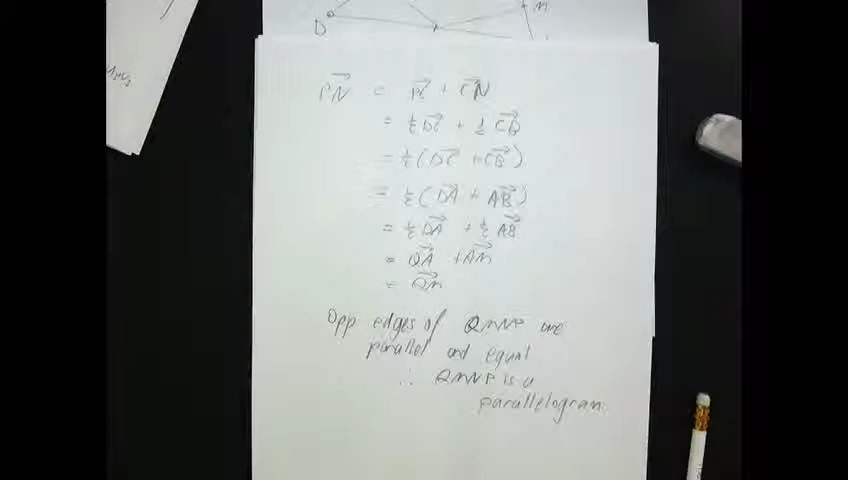 D M
PN = PC + CN
= ½ DC + ½ CB
= ½ (DC + CB)
= ½ (DA + AB)
= ½ DA + ½ AB
= QA + AM
= QM
Opp edges of QMNP are
parallel and equal
∴ QMNP is a
parallelogram.